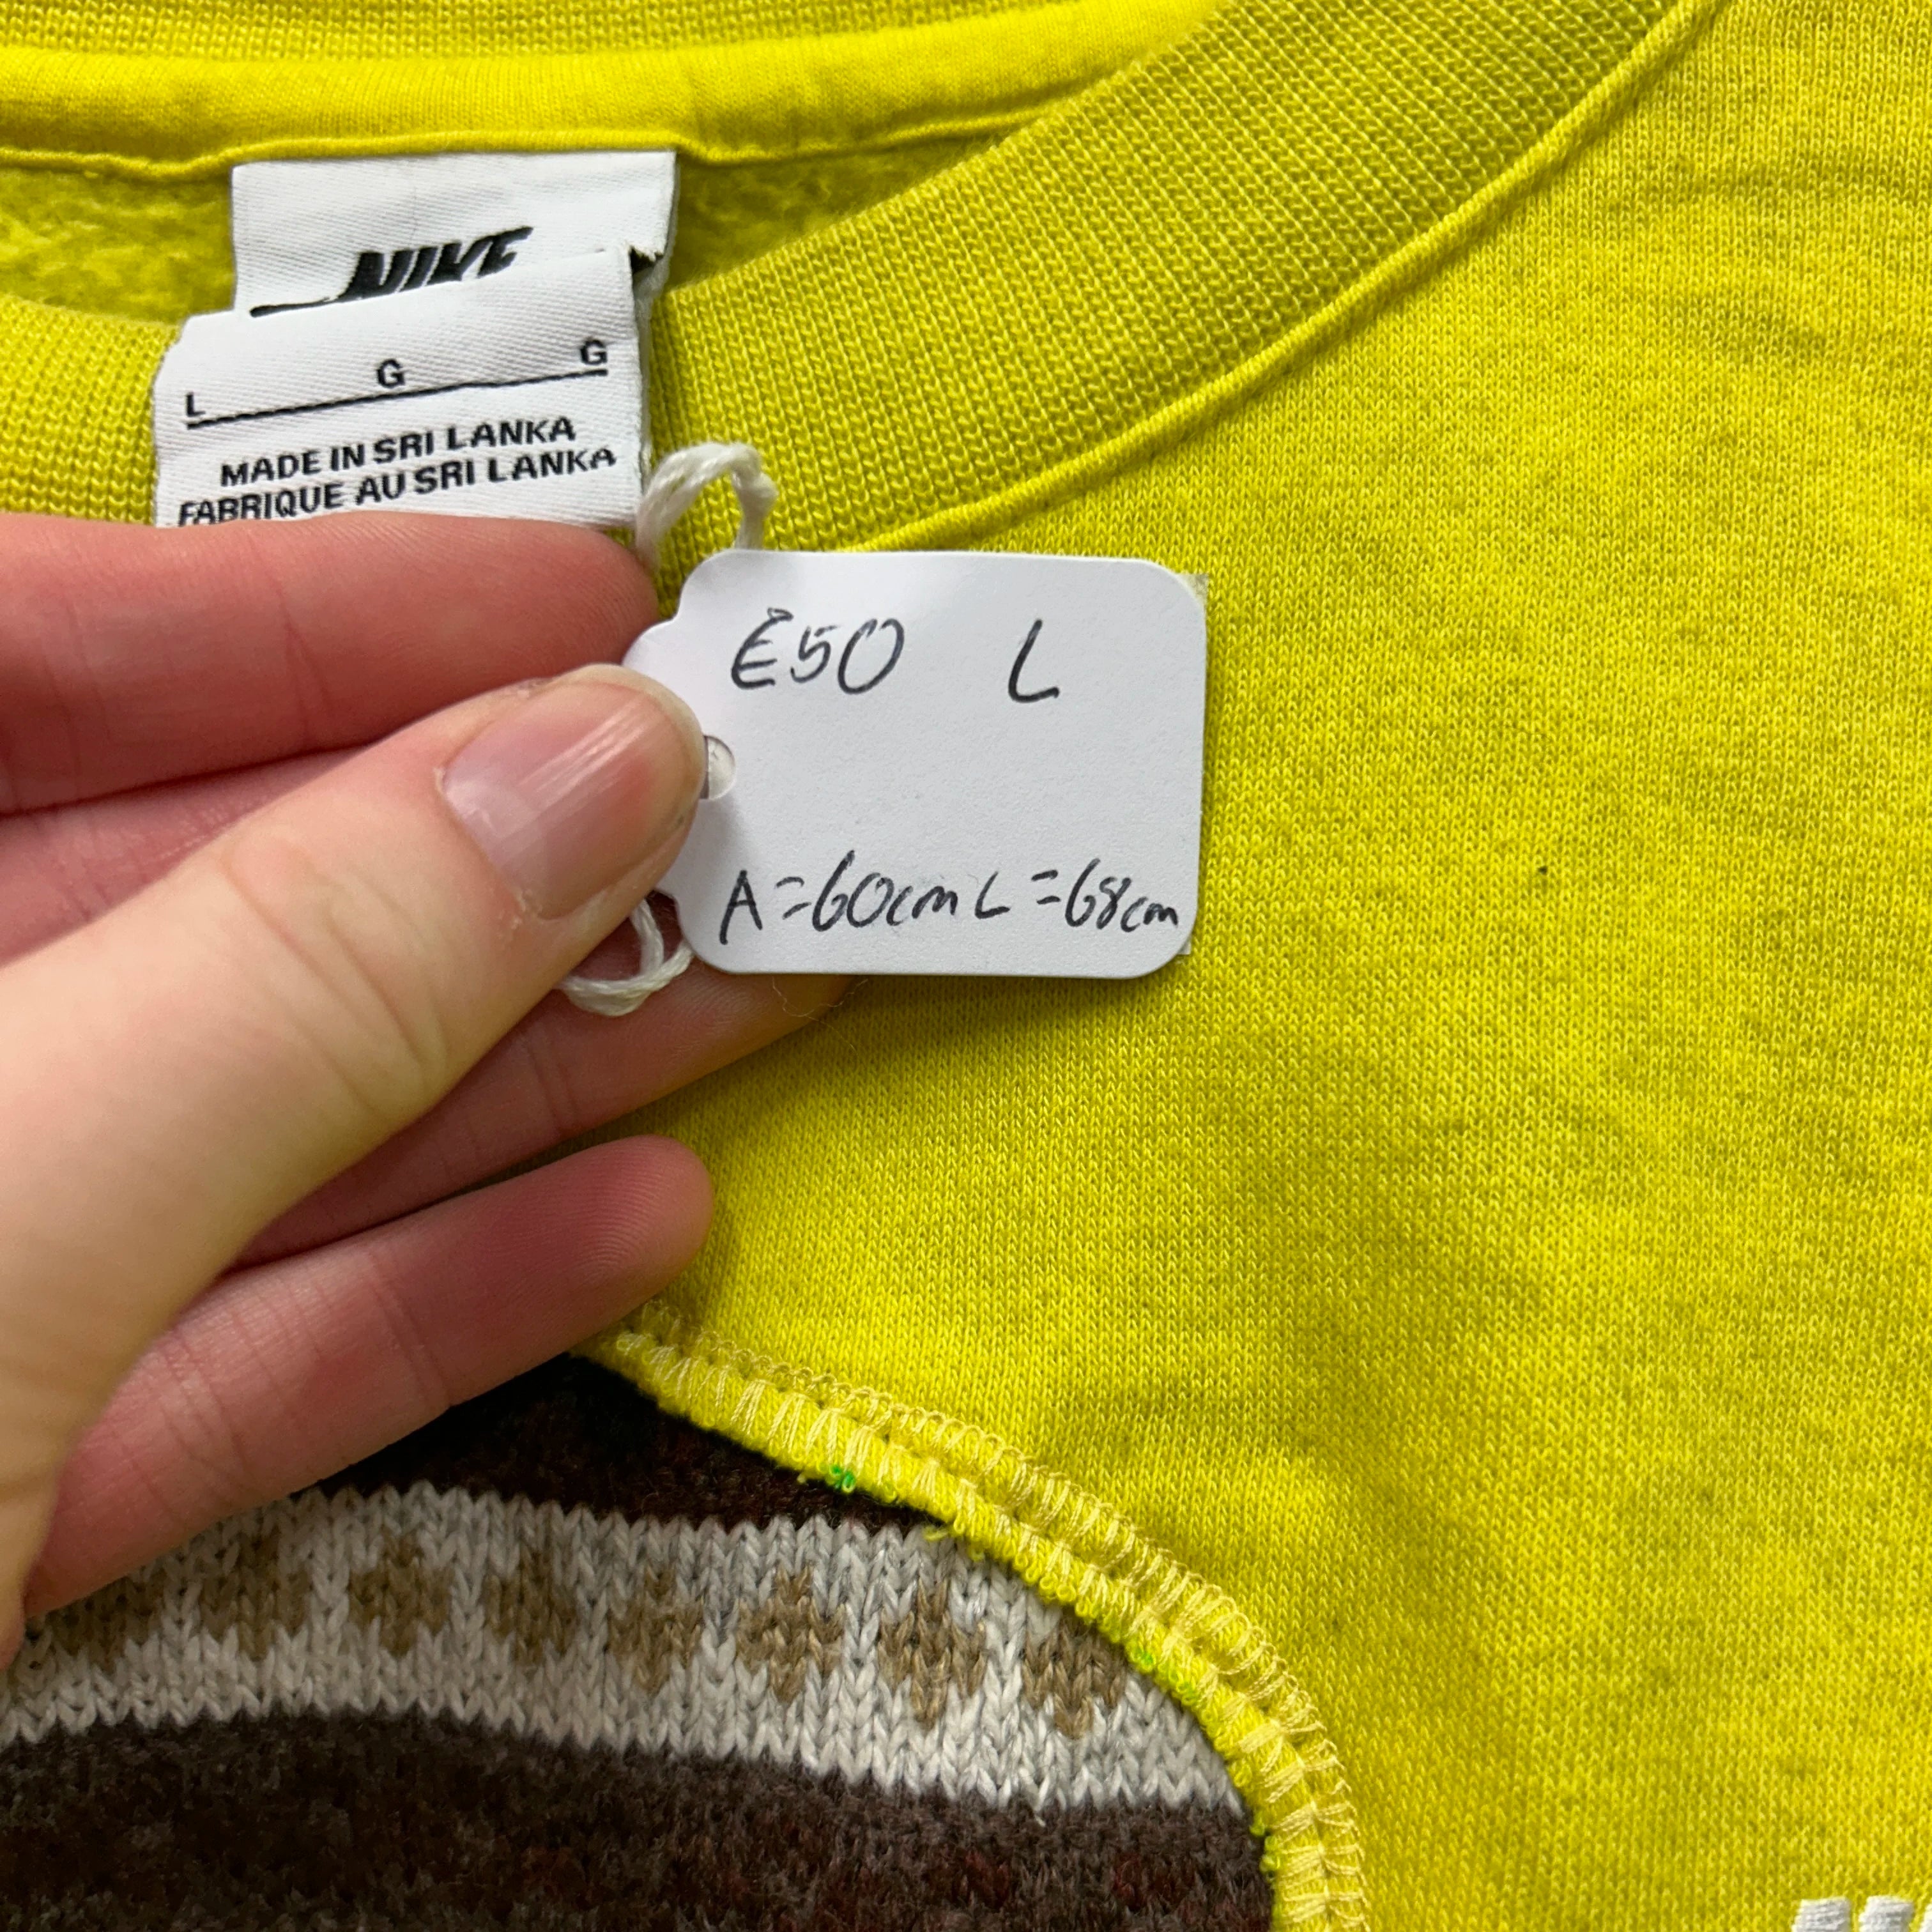 NIKE
L G G
MADE IN SRI LANKA
FABRIQUE AU SRI LANKA
£50 L
A=60cm L=68cm